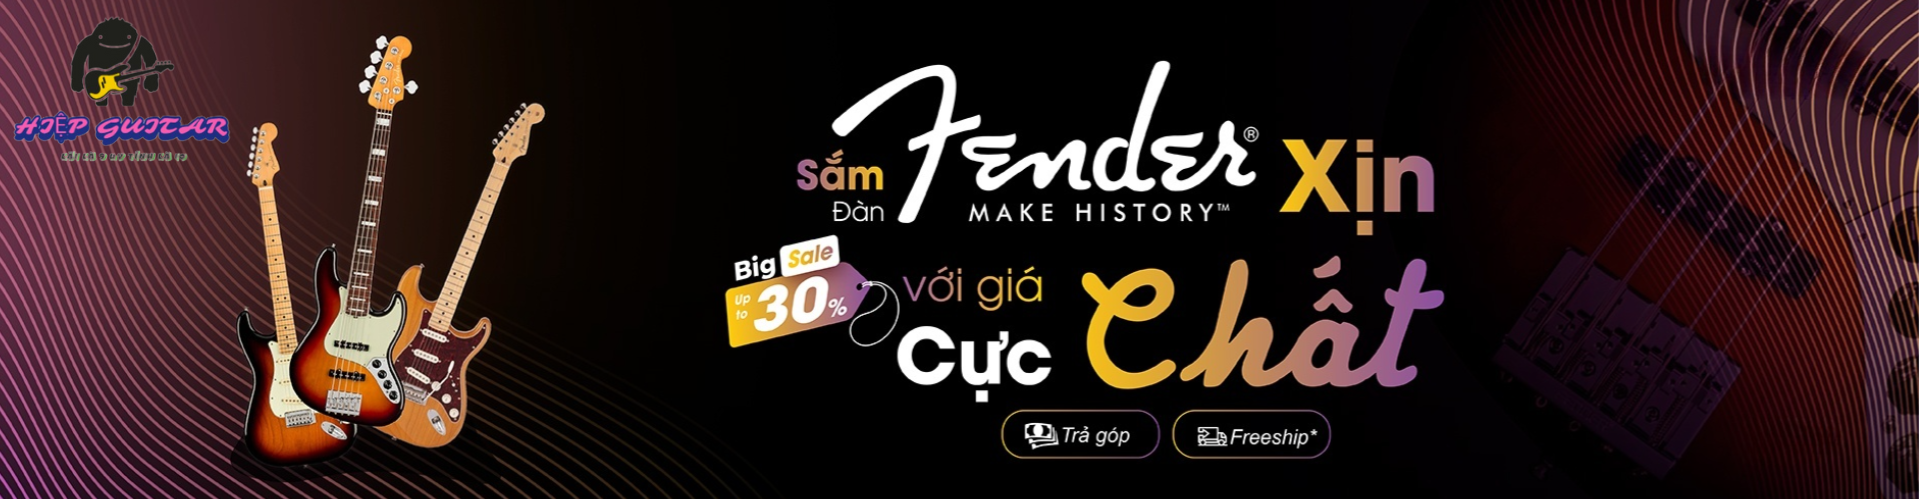 HIỆP GUITAR
Sắm
Đàn
Fender®
MAKE HISTORY™
Xịn
Big Sale
Up to 30%
với giá
Cực
Chất
Trả góp
Freeship*